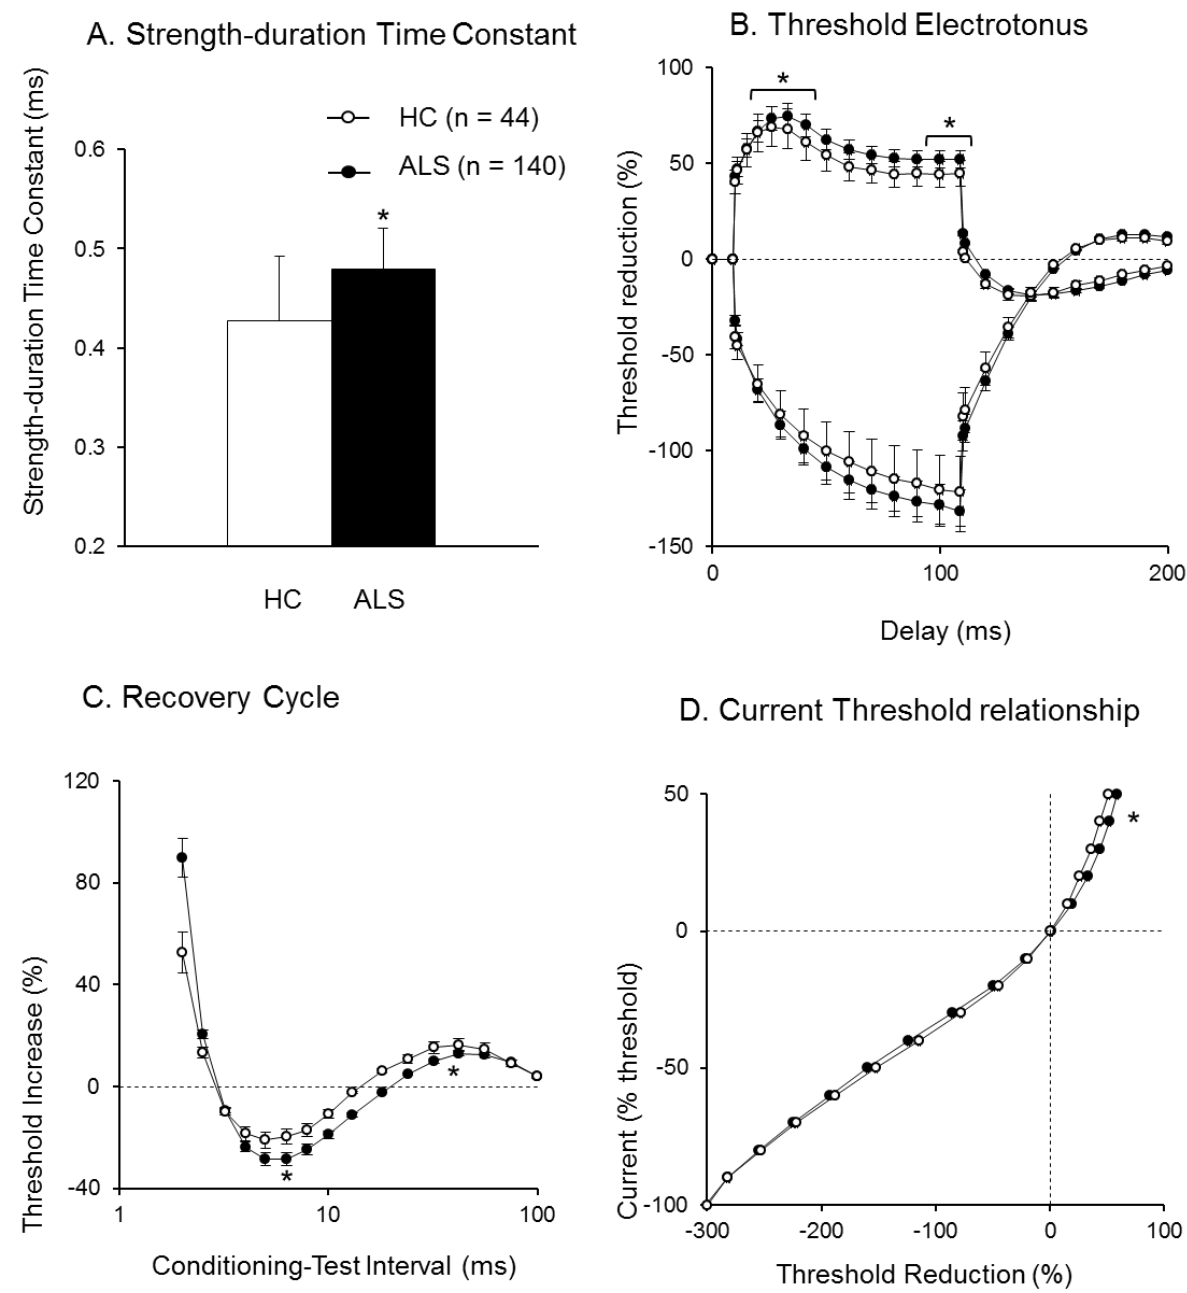 A. Strength-duration Time Constant
Strength-duration Time Constant (ms)
HC (n = 44)
ALS (n = 140)
0.6
0.5
0.4
0.3
0.2
*
HC ALS
B. Threshold Electrotonus
Threshold reduction (%)
100
50
0
-50
-100
-150
*
*
0 100 200
Delay (ms)
C. Recovery Cycle
Threshold Increase (%)
120
80
40
0
-40
*
*
1 10 100
Conditioning-Test Interval (ms)
D. Current Threshold relationship
Current (% threshold)
50
0
-50
-100
*
-300 -200 -100 0 100
Threshold Reduction (%)